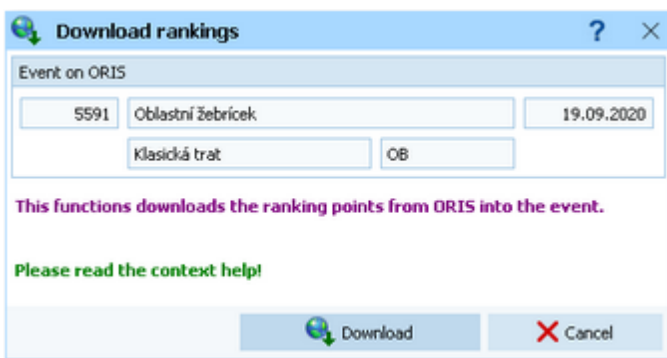 Download rankings ?
Event on ORIS
5591 Oblastní žebrícek 19.09.2020
Klasická trat OB
This functions downloads the ranking points from ORIS into the event.
Please read the context help!
Download Cancel